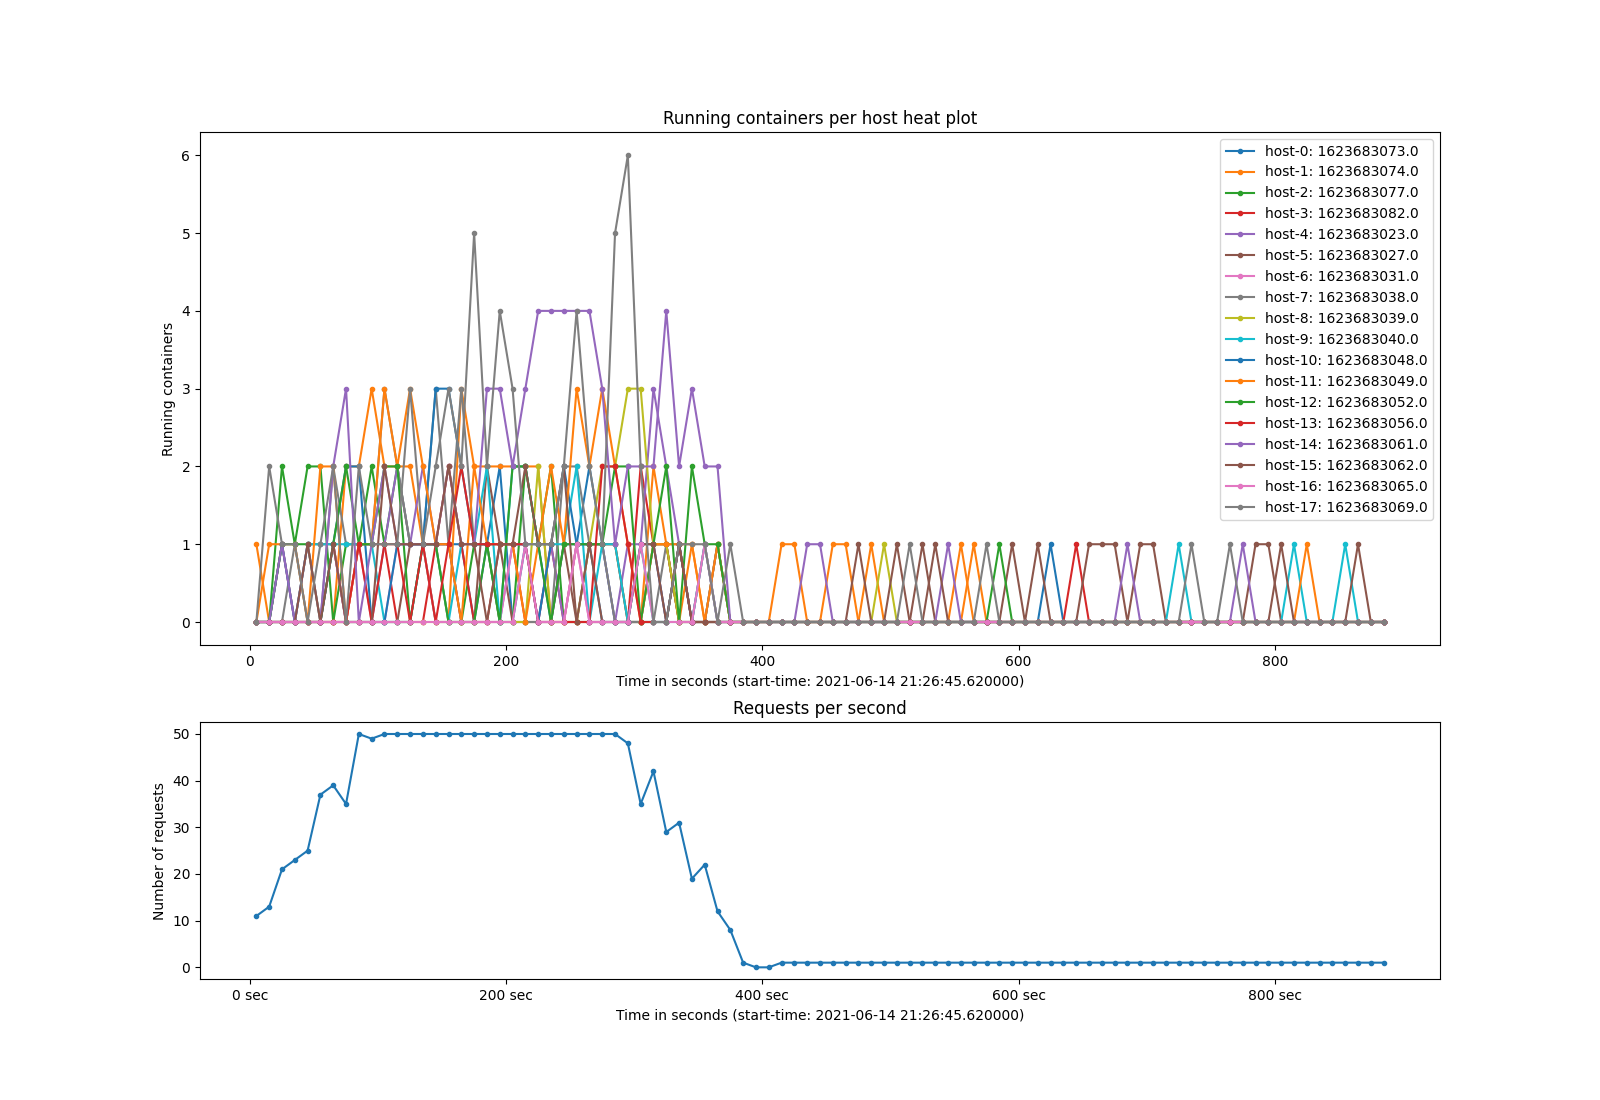 Running containers per host heat plot
Running containers
6
5
4
3
2
1
0
0 200 400 600 800
Time in seconds (start-time: 2021-06-14 21:26:45.620000)
host-0: 1623683073.0
host-1: 1623683074.0
host-2: 1623683077.0
host-3: 1623683082.0
host-4: 1623683023.0
host-5: 1623683027.0
host-6: 1623683031.0
host-7: 1623683038.0
host-8: 1623683039.0
host-9: 1623683040.0
host-10: 1623683048.0
host-11: 1623683049.0
host-12: 1623683052.0
host-13: 1623683056.0
host-14: 1623683061.0
host-15: 1623683062.0
host-16: 1623683065.0
host-17: 1623683069.0
Requests per second
Number of requests
50
40
30
20
10
0
0 sec 200 sec 400 sec 600 sec 800 sec
Time in seconds (start-time: 2021-06-14 21:26:45.620000)